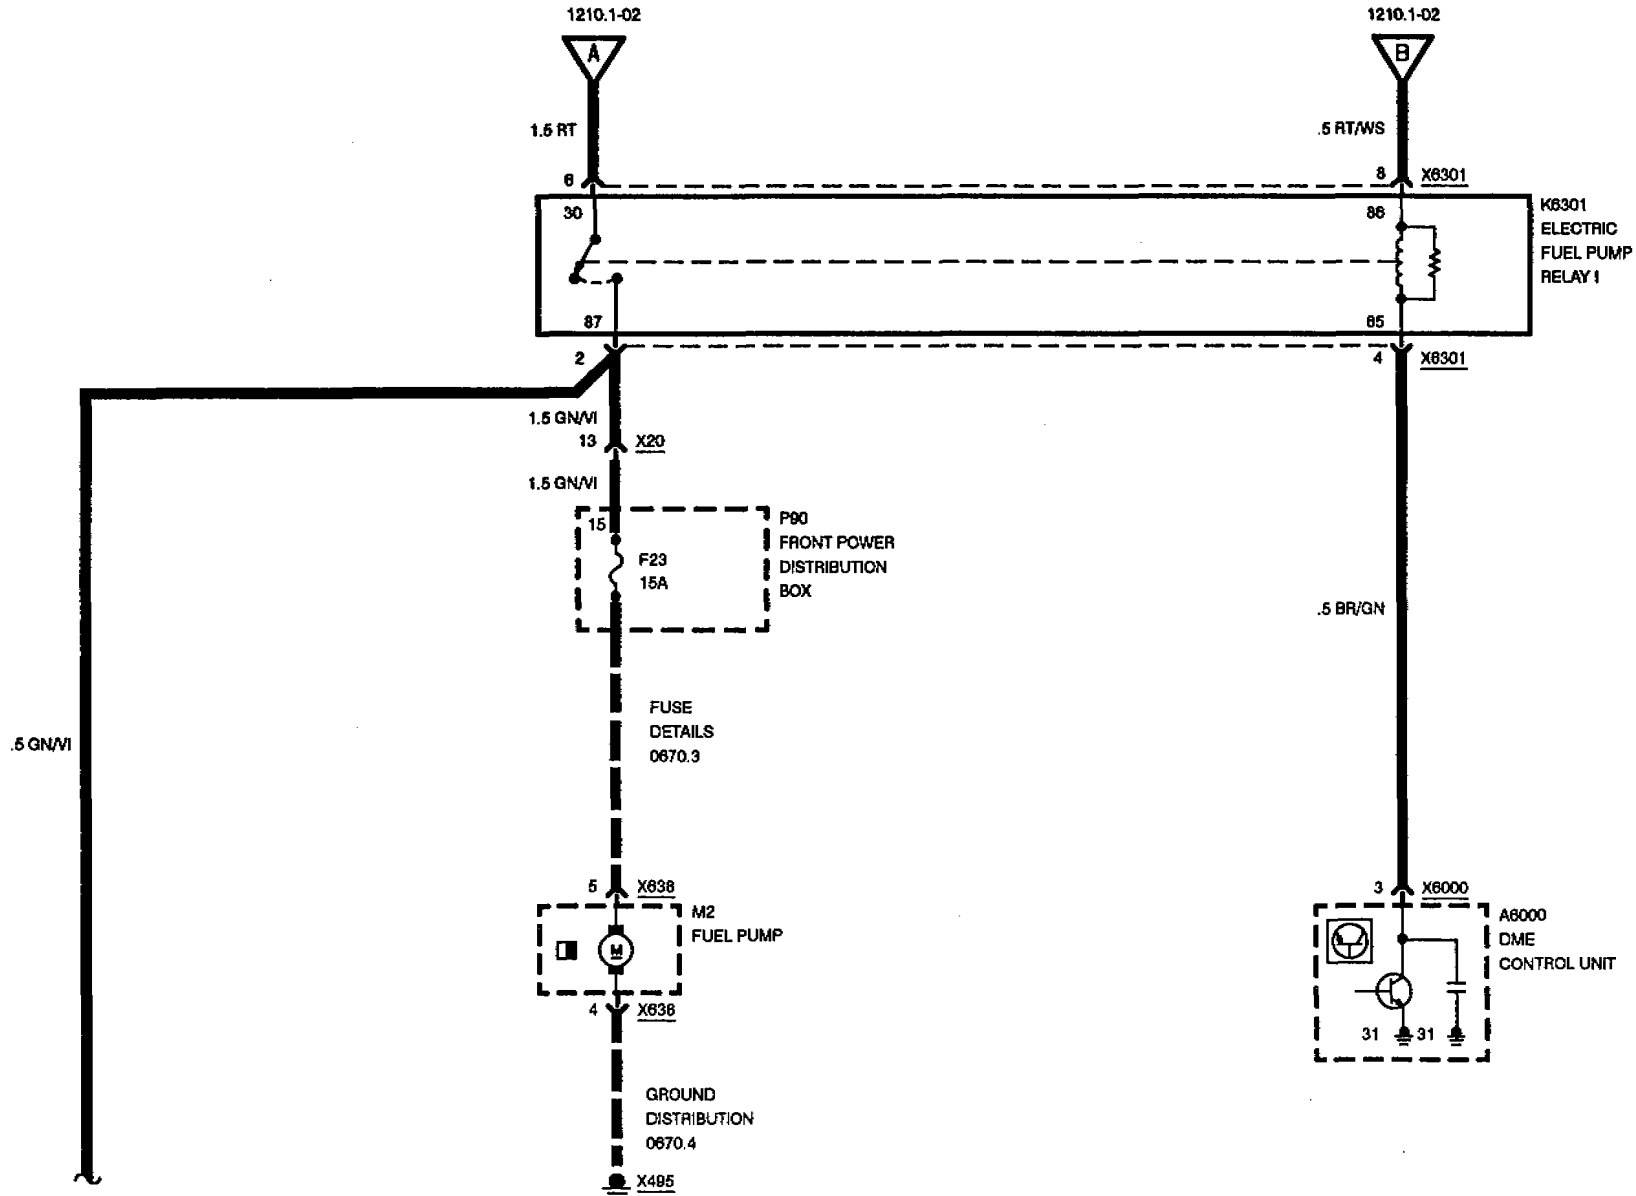 1210.1-02
1210.1-02
A
B
1.5 RT
.5 RT/WS
6
8
X6301
30
86
K6301
ELECTRIC
FUEL PUMP
RELAY I
87
85
2
4
X6301
1.5 GN/VI
13
X20
1.5 GN/VI
15
P90
FRONT POWER
DISTRIBUTION
BOX
F23
15A
.5 BR/GN
FUSE
DETAILS
0670.3
.5 GN/VI
5
X638
3
X6000
M2
FUEL PUMP
A6000
DME
CONTROL UNIT
M
4
X638
31
31
GROUND
DISTRIBUTION
0670.4
X495